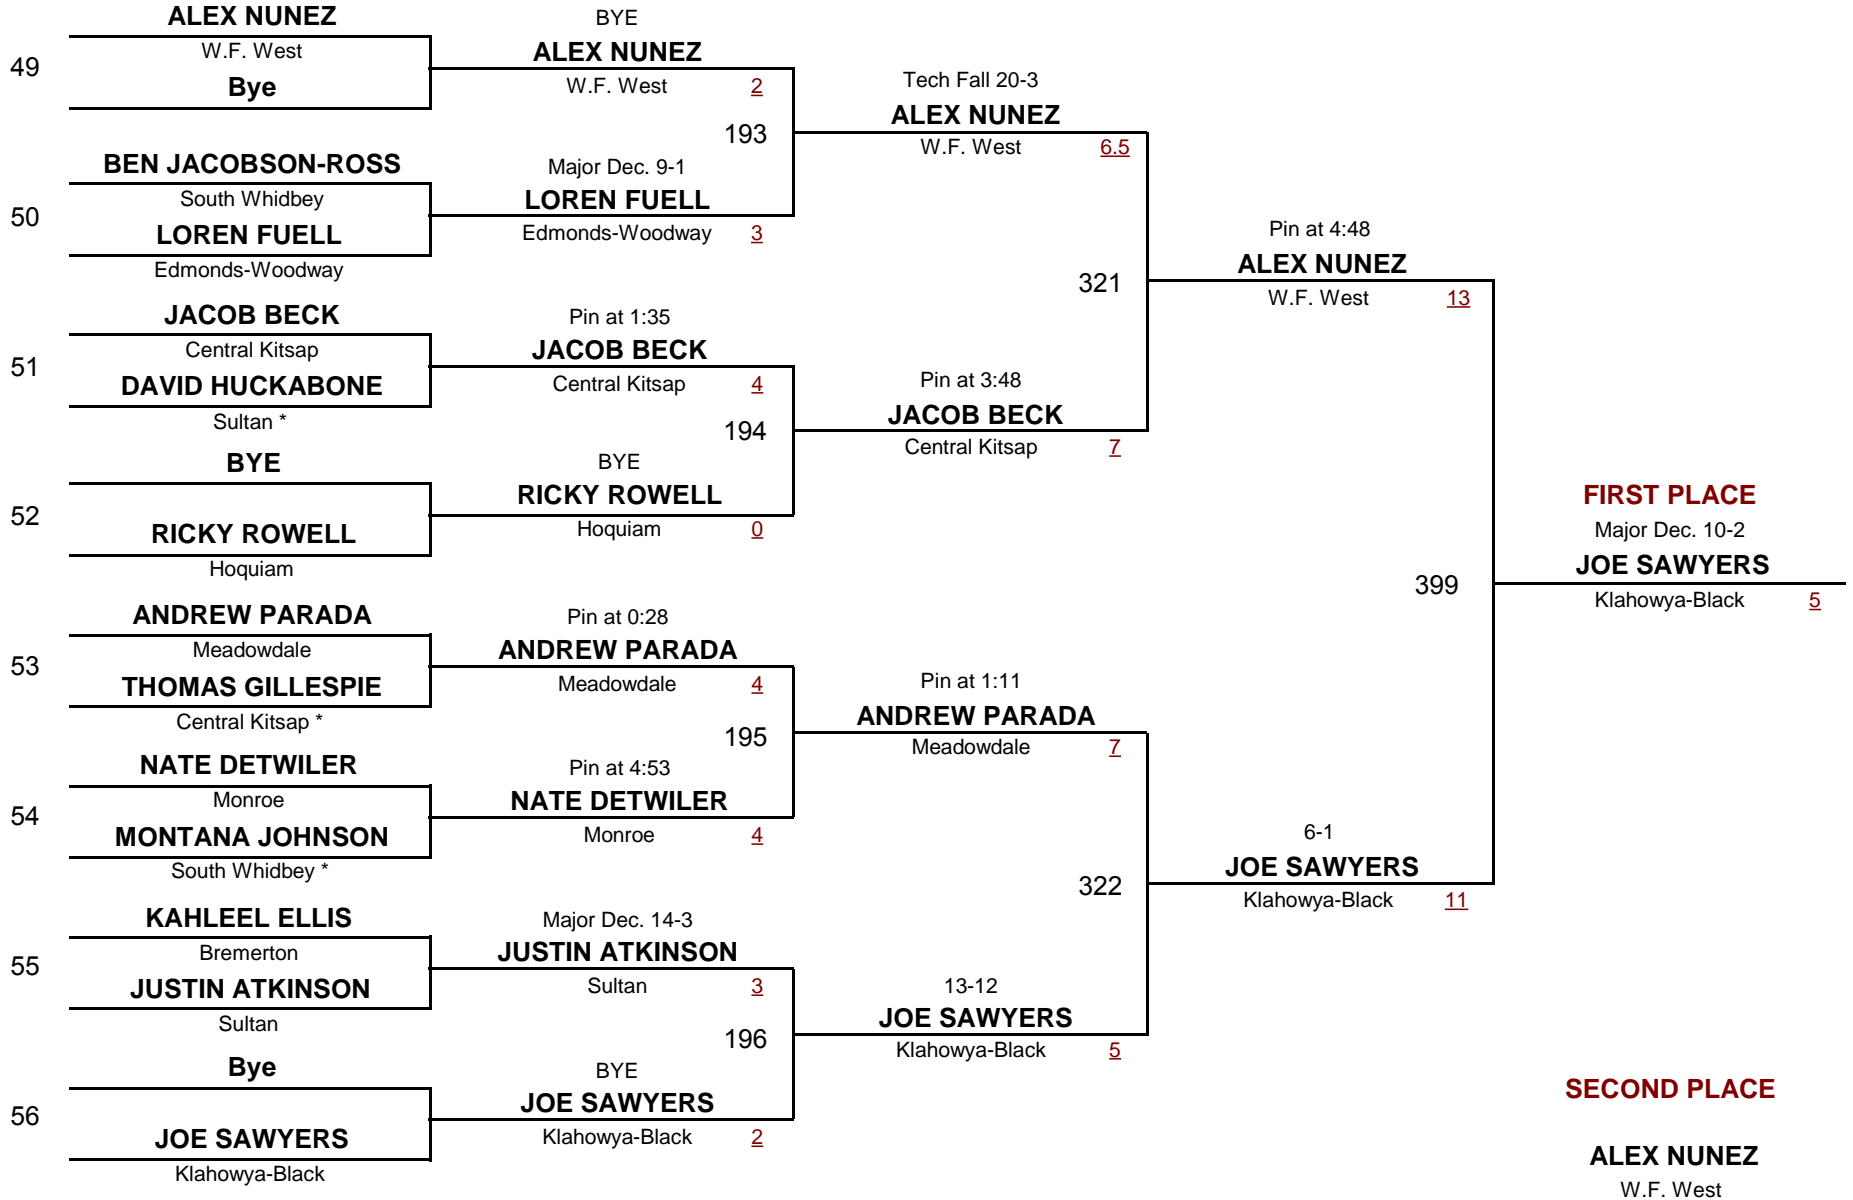 ALEX NUNEZ
W.F. West
49
Bye
BEN JACOBSON-ROSS
South Whidbey
50
LOREN FUELL
Edmonds-Woodway
JACOB BECK
Central Kitsap
51
DAVID HUCKABONE
Sultan *
BYE
52
RICKY ROWELL
Hoquiam
ANDREW PARADA
Meadowdale
53
THOMAS GILLESPIE
Central Kitsap *
NATE DETWILER
Monroe
54
MONTANA JOHNSON
South Whidbey *
KAHLEEL ELLIS
Bremerton
55
JUSTIN ATKINSON
Sultan
Bye
56
JOE SAWYERS
Klahowya-Black
BYE
ALEX NUNEZ
W.F. West 2
193
Major Dec. 9-1
LOREN FUELL
Edmonds-Woodway 3
Pin at 1:35
JACOB BECK
Central Kitsap 4
194
BYE
RICKY ROWELL
Hoquiam 0
Pin at 0:28
ANDREW PARADA
Meadowdale 4
195
Pin at 4:53
NATE DETWILER
Monroe 4
Major Dec. 14-3
JUSTIN ATKINSON
Sultan 3
196
BYE
JOE SAWYERS
Klahowya-Black 2
Tech Fall 20-3
ALEX NUNEZ
W.F. West 6.5
321
Pin at 3:48
JACOB BECK
Central Kitsap 7
Pin at 1:11
ANDREW PARADA
Meadowdale 7
322
13-12
JOE SAWYERS
Klahowya-Black 5
Pin at 4:48
ALEX NUNEZ
W.F. West 13
399
6-1
JOE SAWYERS
Klahowya-Black 11
FIRST PLACE
Major Dec. 10-2
JOE SAWYERS
Klahowya-Black 5
SECOND PLACE
ALEX NUNEZ
W.F. West